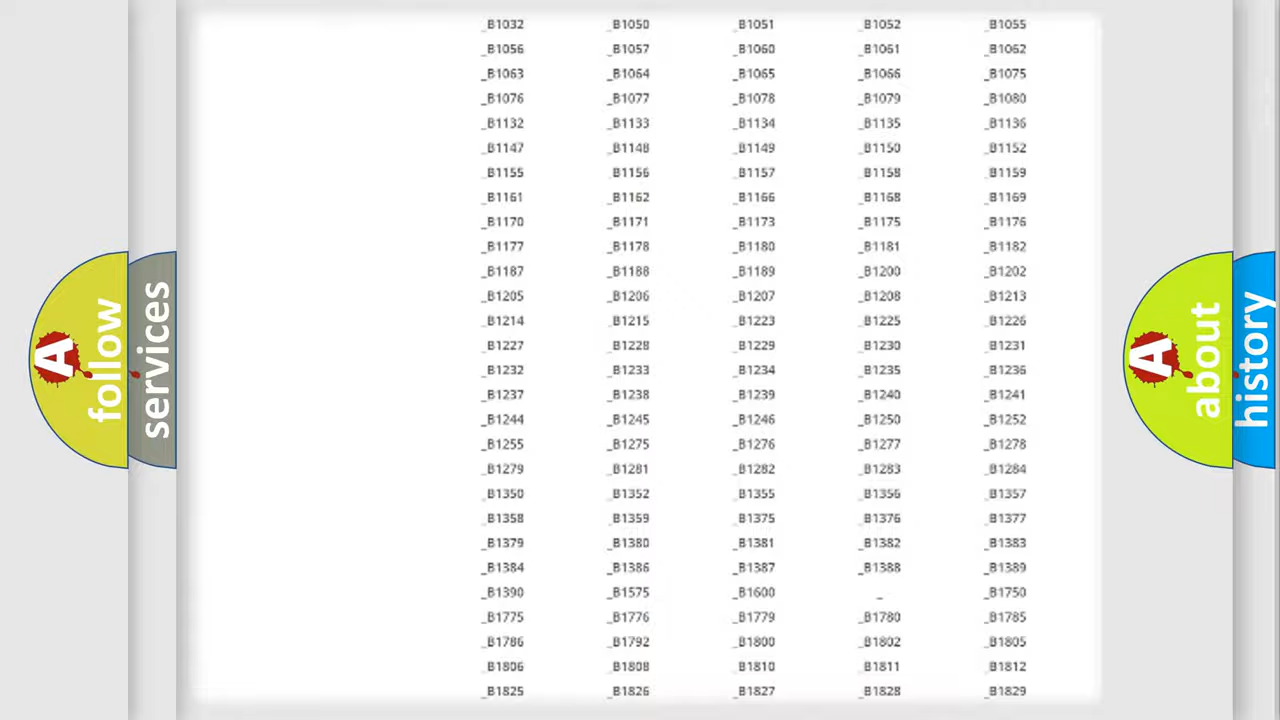 _B1032 _B1050 _B1051 _B1052 _B1055
_B1056 _B1057 _B1060 _B1061 _B1062
_B1063 _B1064 _B1065 _B1066 _B1075
_B1076 _B1077 _B1078 _B1079 _B1080
_B1132 _B1133 _B1134 _B1135 _B1136
_B1147 _B1148 _B1149 _B1150 _B1152
_B1155 _B1156 _B1157 _B1158 _B1159
_B1161 _B1162 _B1166 _B1168 _B1169
_B1170 _B1171 _B1173 _B1175 _B1176
_B1177 _B1178 _B1180 _B1181 _B1182
_B1187 _B1188 _B1189 _B1200 _B1202
_B1205 _B1206 _B1207 _B1208 _B1213
_B1214 _B1215 _B1223 _B1225 _B1226
_B1227 _B1228 _B1229 _B1230 _B1231
_B1232 _B1233 _B1234 _B1235 _B1236
_B1237 _B1238 _B1239 _B1240 _B1241
_B1244 _B1245 _B1246 _B1250 _B1252
_B1255 _B1275 _B1276 _B1277 _B1278
_B1279 _B1281 _B1282 _B1283 _B1284
_B1350 _B1352 _B1355 _B1356 _B1357
_B1358 _B1359 _B1375 _B1376 _B1377
_B1379 _B1380 _B1381 _B1382 _B1383
_B1384 _B1386 _B1387 _B1388 _B1389
_B1390 _B1575 _B1600 _ _B1750
_B1775 _B1776 _B1779 _B1780 _B1785
_B1786 _B1792 _B1800 _B1802 _B1805
_B1806 _B1808 _B1810 _B1811 _B1812
_B1825 _B1826 _B1827 _B1828 _B1829
A follow
services
A about
history